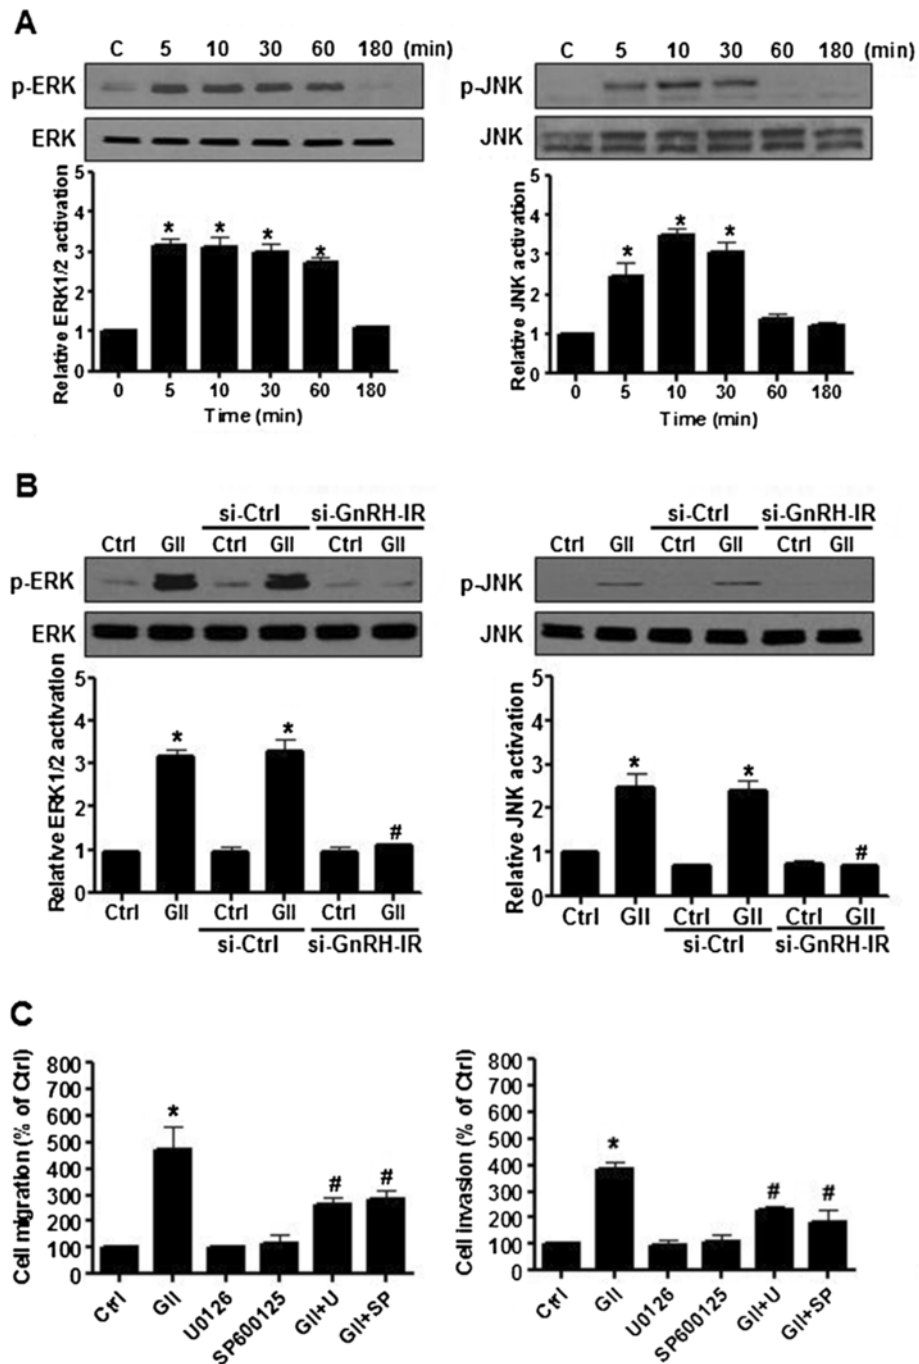 A
C 5 10 30 60 180 (min)
p-ERK
ERK
Relative ERK1/2 activation
5
4
3
2
1
0
* * * *
0 5 10 30 60 180
Time (min)
C 5 10 30 60 180 (min)
p-JNK
JNK
Relative JNK activation
5
4
3
2
1
0
* * *
0 5 10 30 60 180
Time (min)
B
si-Ctrl si-GnRH-IR
Ctrl GII Ctrl GII Ctrl GII
p-ERK
ERK
Relative ERK1/2 activation
5
4
3
2
1
0
* * #
Ctrl GII Ctrl GII Ctrl GII
si-Ctrl si-GnRH-IR
si-Ctrl si-GnRH-IR
Ctrl GII Ctrl GII Ctrl GII
p-JNK
JNK
Relative JNK activation
5
4
3
2
1
0
* * #
Ctrl GII Ctrl GII Ctrl GII
si-Ctrl si-GnRH-IR
C
Cell migration (% of Ctrl)
800
700
600
500
400
300
200
100
0
* # #
Ctrl GII U0126 SP600125 GII+U GII+SP
Cell invasion (% of Ctrl)
800
700
600
500
400
300
200
100
0
* # #
Ctrl GII U0126 SP600125 GII+U GII+SP